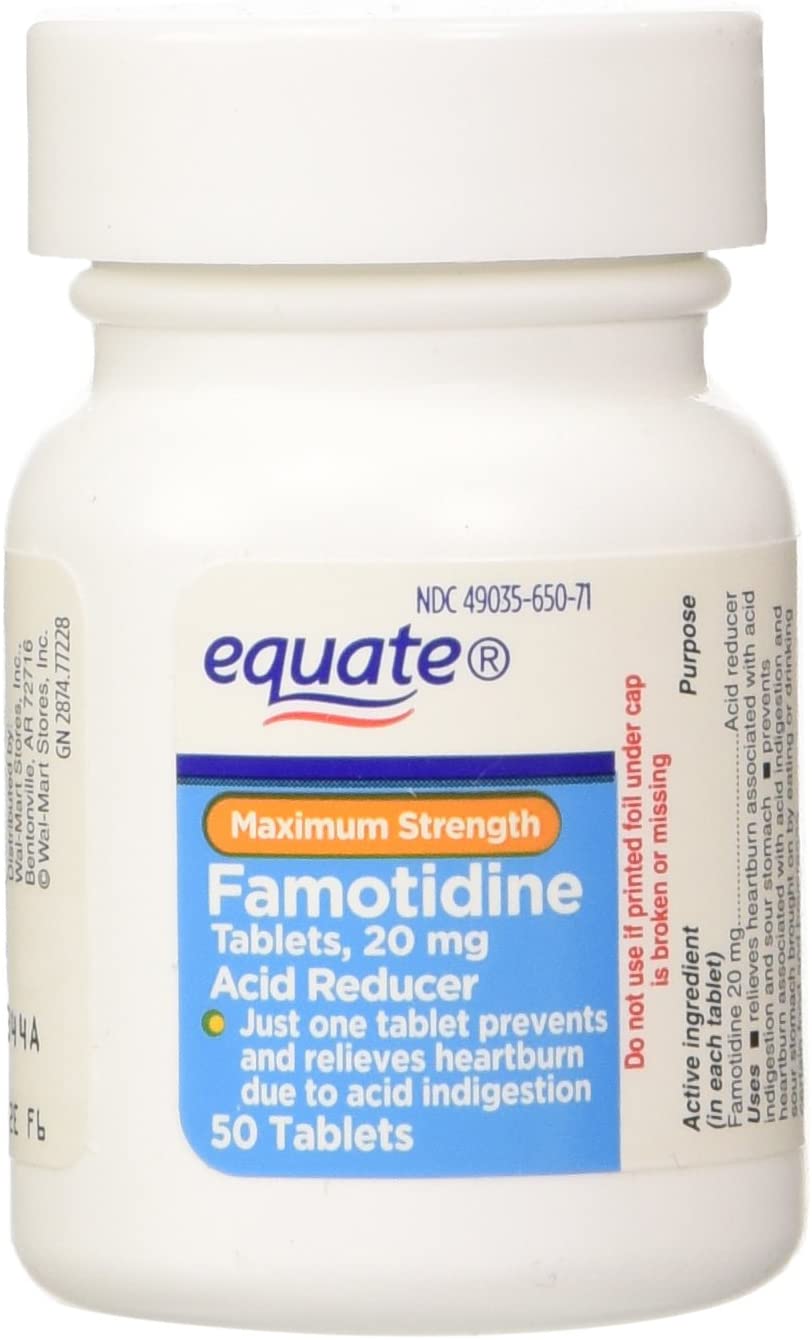 NDC 49035-650-71
equate®
Maximum Strength
Famotidine
Tablets, 20 mg
Acid Reducer
Just one tablet prevents
and relieves heartburn
due to acid indigestion
50 Tablets
Do not use if printed foil under cap
is broken or missing
Active ingredient
(in each tablet) Purpose
Famotidine 20 mg....................Acid reducer
Uses ■ relieves heartburn associated with acid
indigestion and sour stomach ■ prevents
heartburn associated with acid indigestion and
sour stomach brought on by eating or drinking
Distributed by:
Wal-Mart Stores, Inc.,
Bentonville, AR 72716
© Wal-Mart Stores, Inc.
GN 2874.77228
44A
E F6